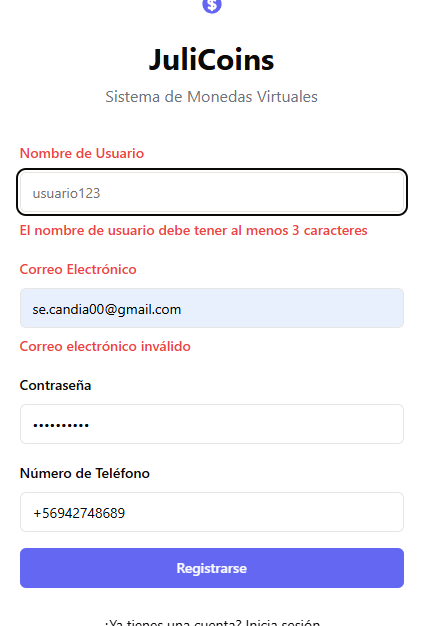 $
JuliCoins
Sistema de Monedas Virtuales
Nombre de Usuario
usuario123
El nombre de usuario debe tener al menos 3 caracteres
Correo Electrónico
se.candia00@gmail.com
Correo electrónico inválido
Contraseña
••••••••••
Número de Teléfono
+56942748689
Registrarse
¿Ya tienes una cuenta? Inicia sesión